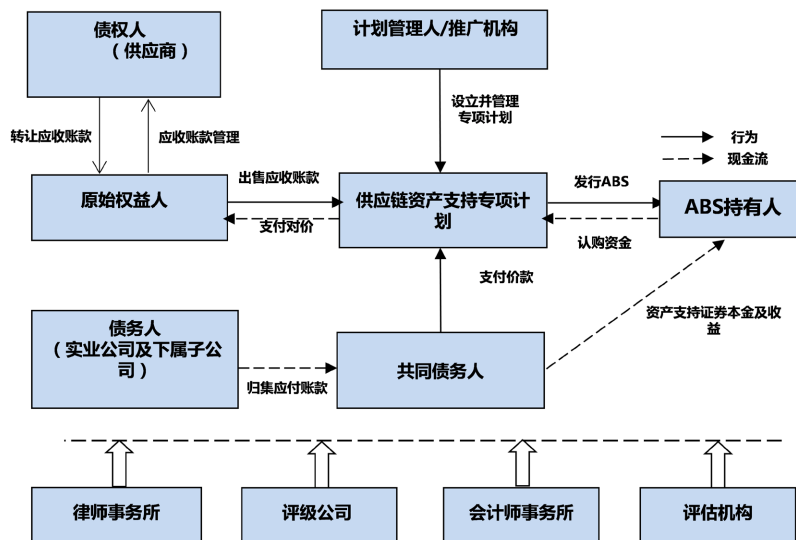 债权人
（供应商）
计划管理人/推广机构
转让应收账款
应收账款管理
设立并管理
专项计划
行为
现金流
原始权益人
出售应收账款
支付对价
供应链资产支持专项计
划
发行ABS
认购资金
ABS持有人
支付价款
资产支持证券本金及收
益
债务人
（实业公司及下属子公
司）
归集应付账款
共同债务人
律师事务所
评级公司
会计师事务所
评估机构